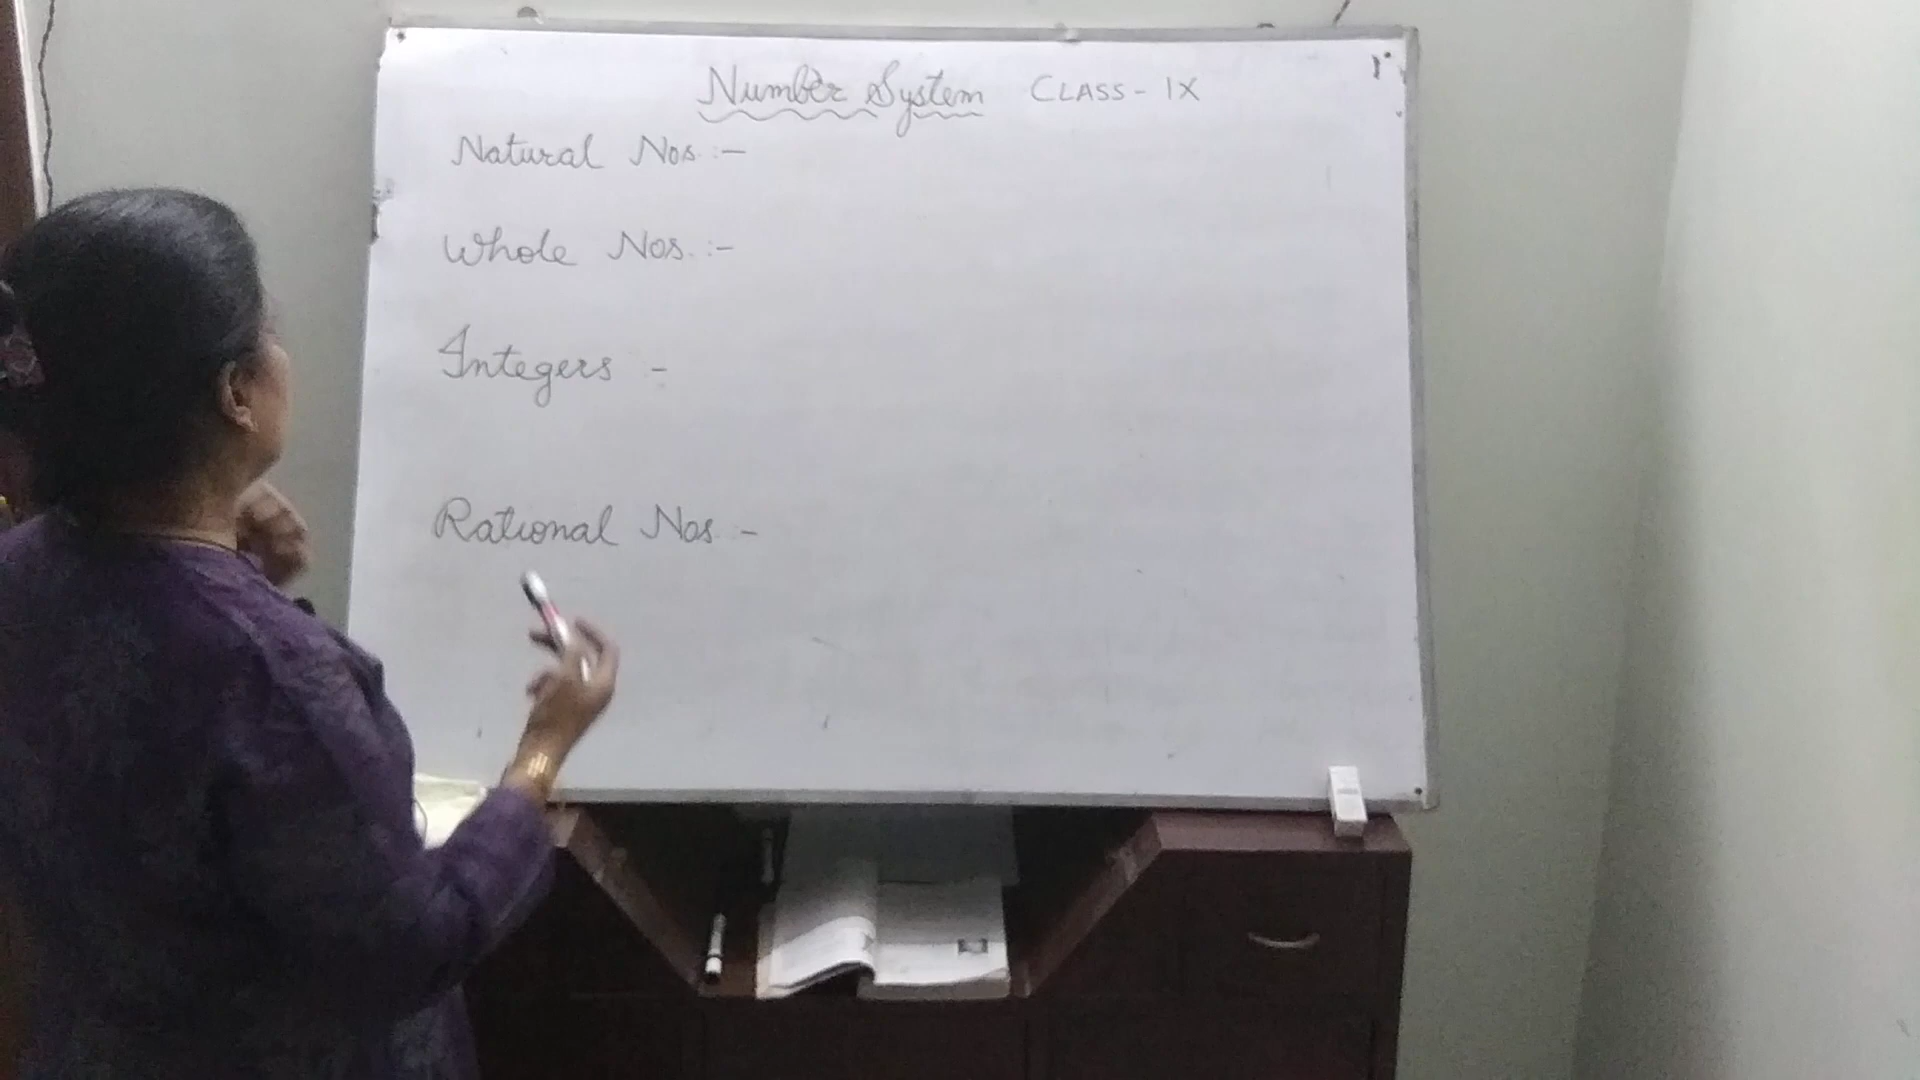 Number System CLASS - IX
Natural Nos :-
Whole Nos. :-
Integers :-
Rational Nos :-